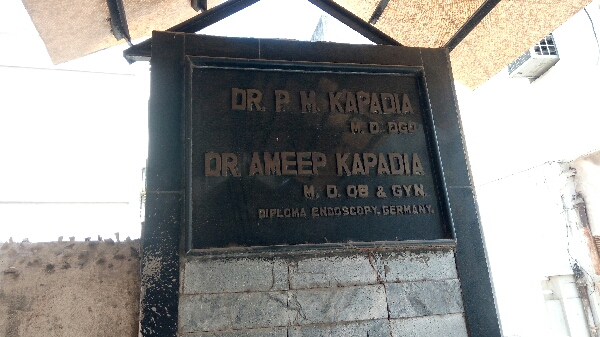 DR. P. M. KAPADIA
M. D. DGO
DR. AMEEP KAPADIA
M. D. OB & GYN.
DIPLOMA ENDOSCOPY. GERMANY.